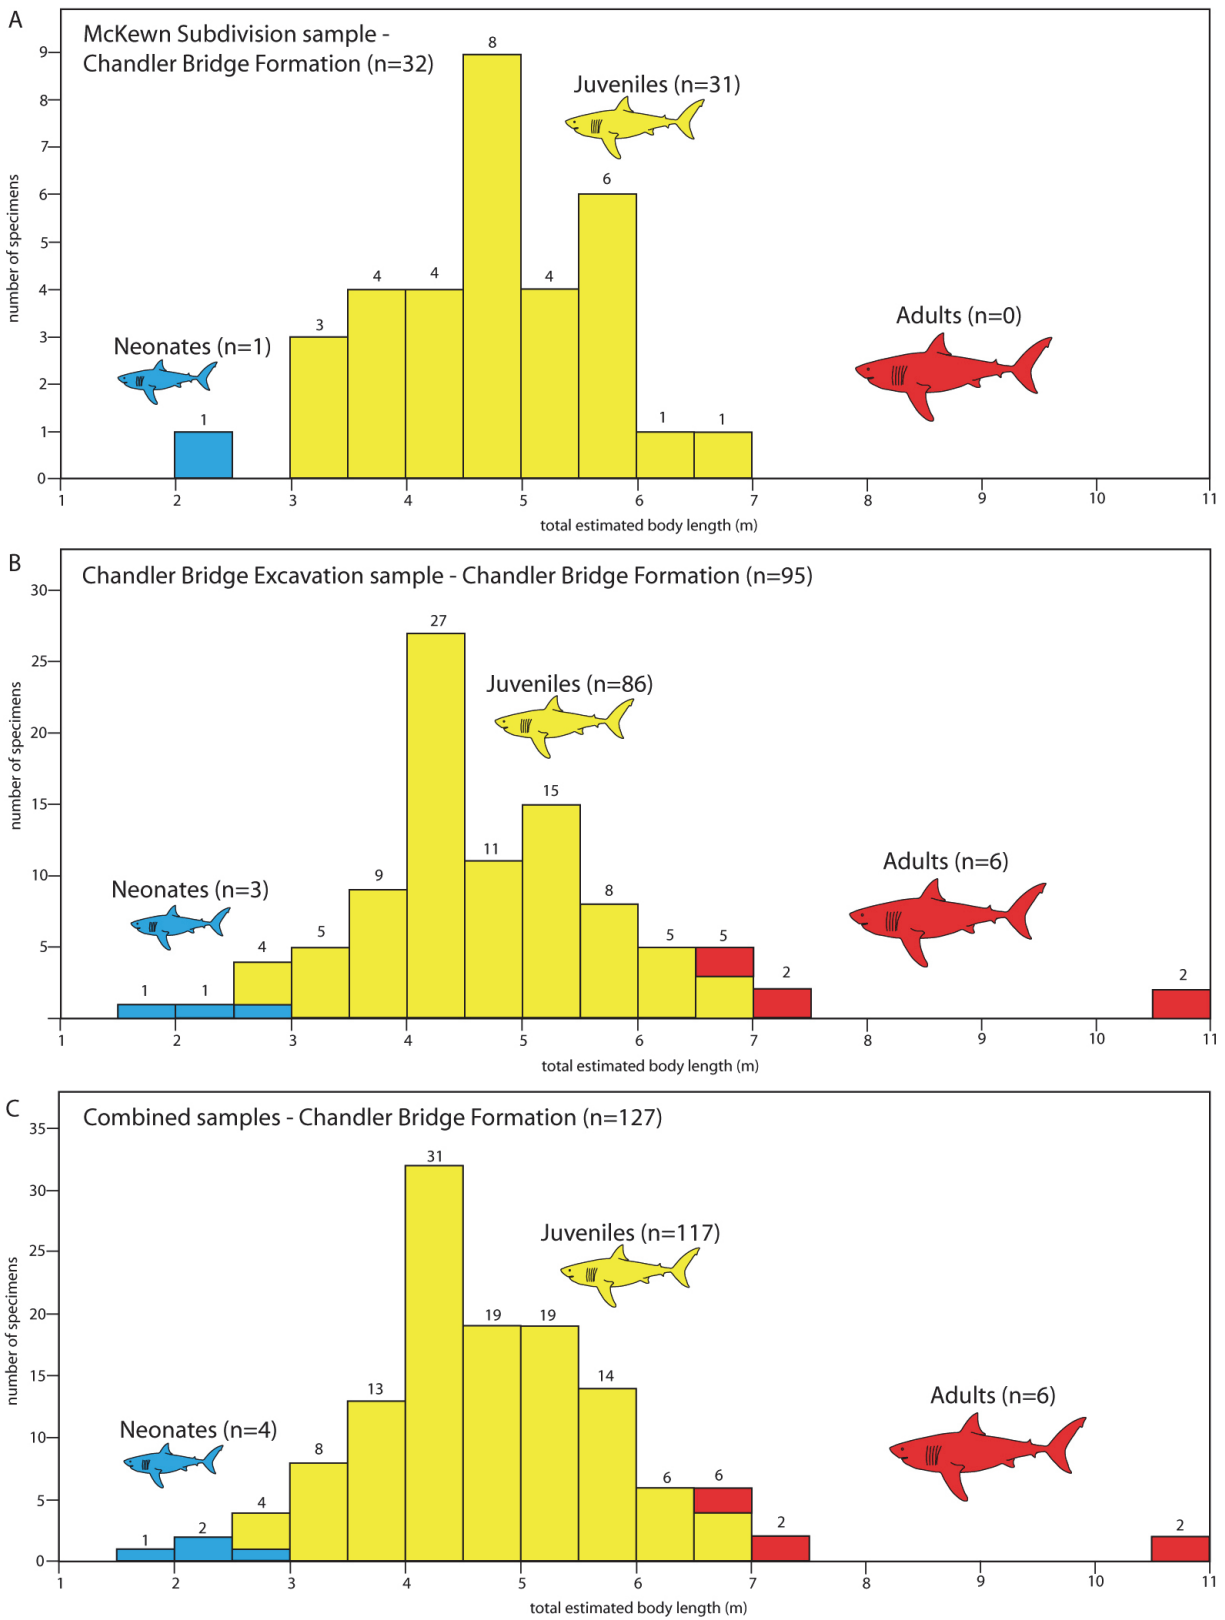 A
McKewn Subdivision sample -
Chandler Bridge Formation (n=32)
Juveniles (n=31)
Neonates (n=1)
Adults (n=0)
number of specimens
9
8
7
6
5
4
3
2
1
0
1
3
4
4
8
4
6
1
1
1 2 3 4 5 6 7 8 9 10 11
total estimated body length (m)
B
Chandler Bridge Excavation sample - Chandler Bridge Formation (n=95)
Juveniles (n=86)
Neonates (n=3)
Adults (n=6)
number of specimens
30
25
20
15
10
5
1
1
4
5
9
27
11
15
8
5
5
2
2
1 2 3 4 5 6 7 8 9 10 11
total estimated body length (m)
C
Combined samples - Chandler Bridge Formation (n=127)
Juveniles (n=117)
Neonates (n=4)
Adults (n=6)
number of specimens
35
30
25
20
15
10
5
0
1
2
4
8
13
31
19
19
14
6
6
2
2
1 2 3 4 5 6 7 8 9 10 11
total estimated body length (m)